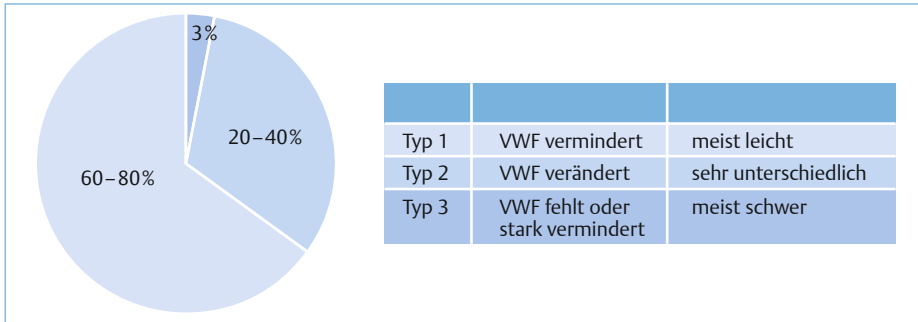 3%
20–40%
60–80%
Typ 1 VWF vermindert meist leicht
Typ 2 VWF verändert sehr unterschiedlich
Typ 3 VWF fehlt oder meist schwer
stark vermindert